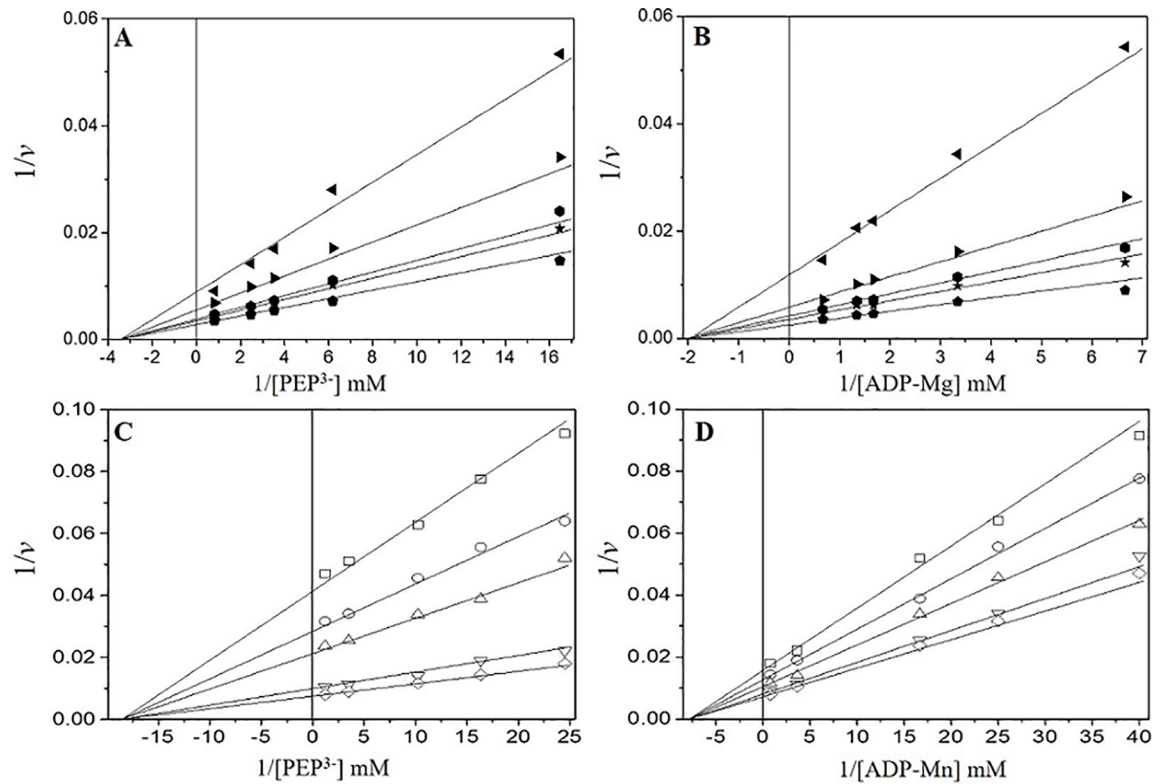 A
0.06
0.04
0.02
0.00
1/v
-4 -2 0 2 4 6 8 10 12 14 16
1/[PEP³⁻] mM
B
0.06
0.04
0.02
0.00
1/v
-2 -1 0 1 2 3 4 5 6 7
1/[ADP-Mg] mM
C
0.10
0.08
0.06
0.04
0.02
0.00
1/v
-15 -10 -5 0 5 10 15 20 25
1/[PEP³⁻] mM
D
0.10
0.08
0.06
0.04
0.02
0.00
1/v
-5 0 5 10 15 20 25 30 35 40
1/[ADP-Mn] mM